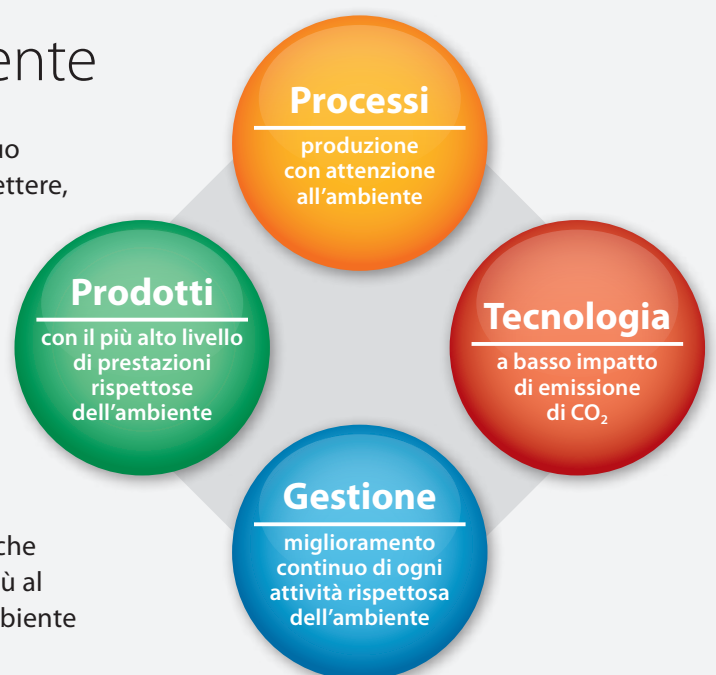 ente
uo
ettere,
che
ù al
biente
Processi
produzione
con attenzione
all'ambiente
Prodotti
con il più alto livello
di prestazioni
rispettose
dell'ambiente
Tecnologia
a basso impatto
di emissione
di CO₂
Gestione
miglioramento
continuo di ogni
attività rispettosa
dell'ambiente